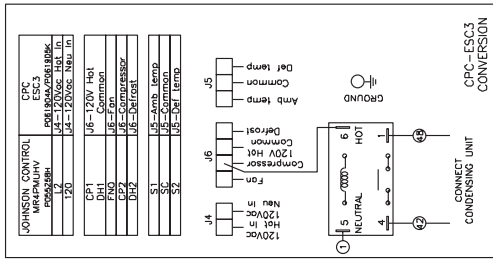 JOHNSON CONTROL CPC
MR4PMUHV ESC3
P055258H P061904A/P061905K
L2 J4-120Vac Hot In
120 J4-120Vac Neu In
CP1 J6-120V Hot
DH1 -Common
FNO J6-Fan
CP2 J6-Compressor
DH2 J6-Defrost
S1 J5-Amb temp
SC J5-Common
S2 J5-Def temp
J4
120Vac Hot In
120Vac Neu In
J6
Fan
Compressor
120V Hot
Common
Defrost
J5
Amb temp
Common
Def temp
GROUND
1
5
NEUTRAL
6
HOT
4
1
42
48
CONNECT
CONDENSING UNIT
CPC-ESC3
CONVERSION